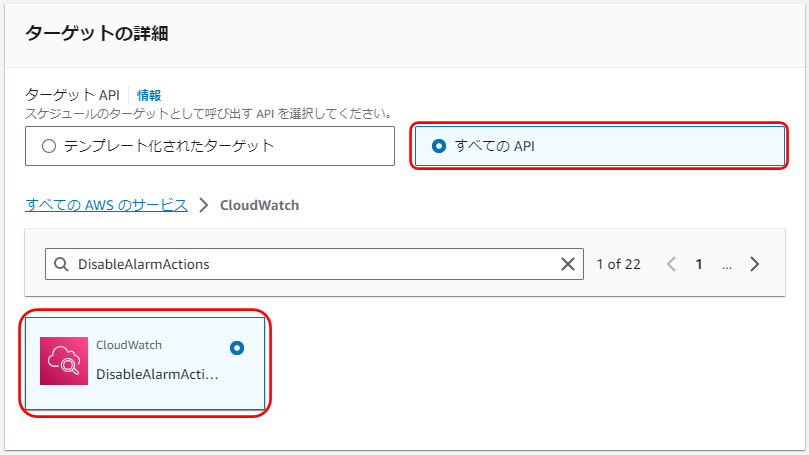 ターゲットの詳細
ターゲット API 情報
スケジュールのターゲットとして呼び出す API を選択してください。
テンプレート化されたターゲット
すべての API
すべての AWS のサービス
CloudWatch
DisableAlarmActions
1 of 22
1
...
CloudWatch
DisableAlarmActi...